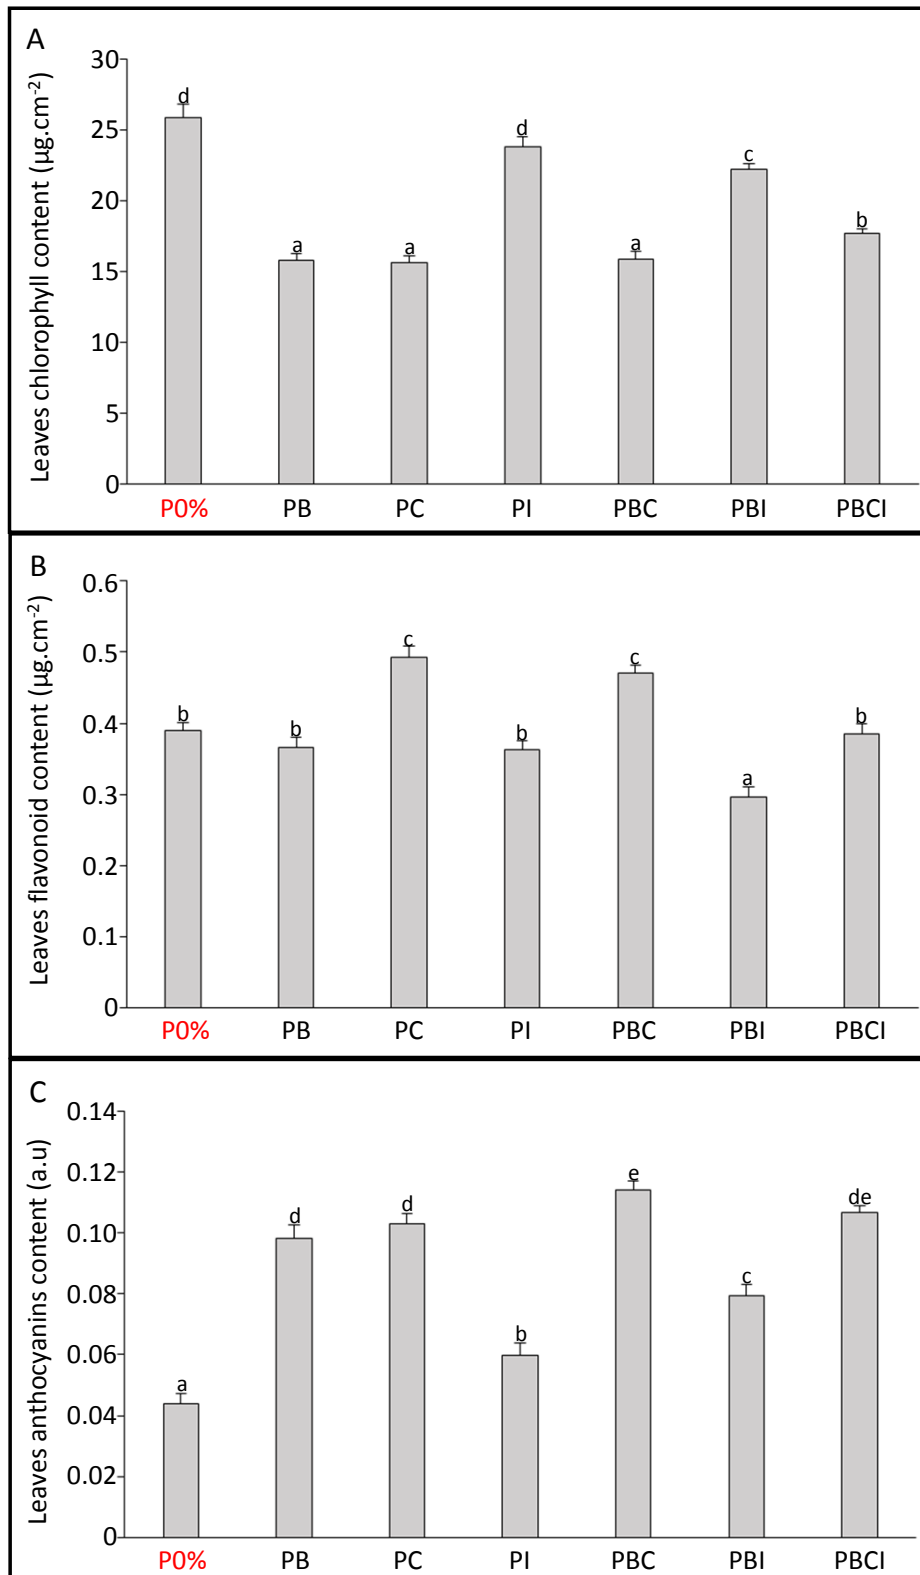 A
Leaves chlorophyll content (µg.cm-2)
30
25
20
15
10
5
0
d
a
a
d
a
c
b
P0% PB PC PI PBC PBI PBCI
B
Leaves flavonoid content (µg.cm-2)
0.6
0.5
0.4
0.3
0.2
0.1
0
b
b
c
b
c
a
b
P0% PB PC PI PBC PBI PBCI
C
Leaves anthocyanins content (a.u)
0.14
0.12
0.10
0.08
0.06
0.04
0.02
0
a
d
d
b
e
c
de
P0% PB PC PI PBC PBI PBCI